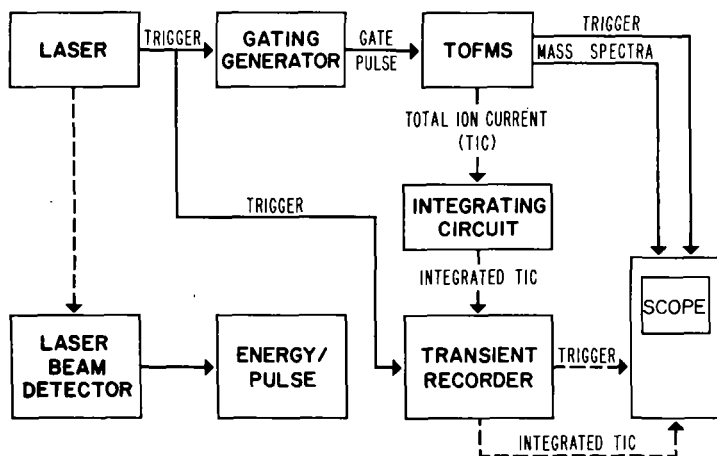 LASER
TRIGGER
GATING
GENERATOR
GATE
PULSE
TOFMS
TRIGGER
MASS SPECTRA
TOTAL ION CURRENT
(TIC)
TRIGGER
INTEGRATING
CIRCUIT
INTEGRATED TIC
SCOPE
LASER
BEAM
DETECTOR
ENERGY/
PULSE
TRANSIENT
RECORDER
TRIGGER
INTEGRATED TIC